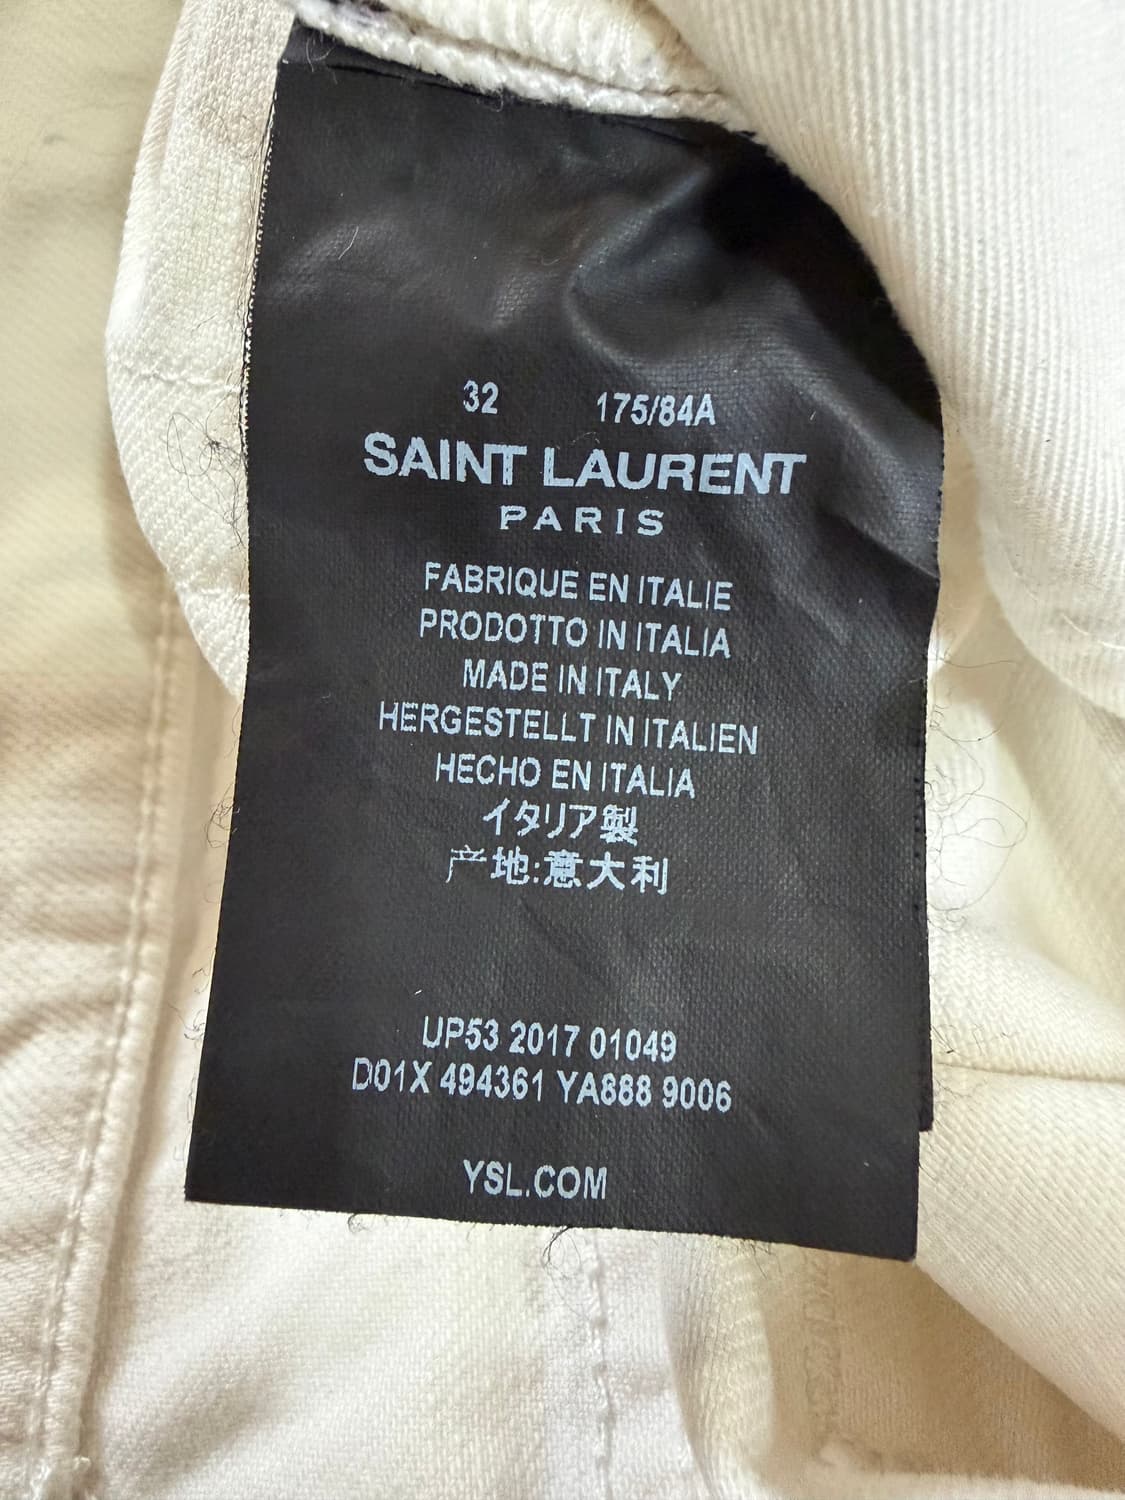 32 175/84A
SAINT LAURENT
PARIS
FABRIQUE EN ITALIE
PRODOTTO IN ITALIA
MADE IN ITALY
HERGESTELLT IN ITALIEN
HECHO EN ITALIA
イタリア製
产地:意大利
UP53 2017 01049
D01X 494361 YA888 9006
YSL.COM